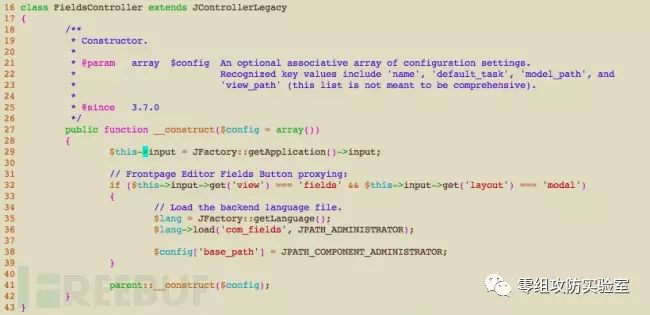 16 class FieldsController extends JControllerLegacy
17 {
18 /**
19 * Constructor.
20 *
21 * @param array $config An optional associative array of configuration settings.
22 Recognized key values include 'name', 'default_task', 'model_path', and
23 * 'view_path' (this list is not meant to be comprehensive).
24 *
25 * @since 3.7.0
26 */
27 public function __construct($config = array())
28 {
29 $this->input = JFactory::getApplication()->input;
30
31 // Frontpage Editor Fields Button proxying:
32 if ($this->input->get('view') === 'fields' && $this->input->get('layout') === 'modal')
33 {
34 // Load the backend language file.
35 $lang = JFactory::getLanguage();
36 $lang->load('com_fields', JPATH_ADMINISTRATOR);
37
38 $config['base_path'] = JPATH_COMPONENT_ADMINISTRATOR;
39 }
40
41 parent::__construct($config);
42 }
43 }
FREEBUF
零组攻防实验室